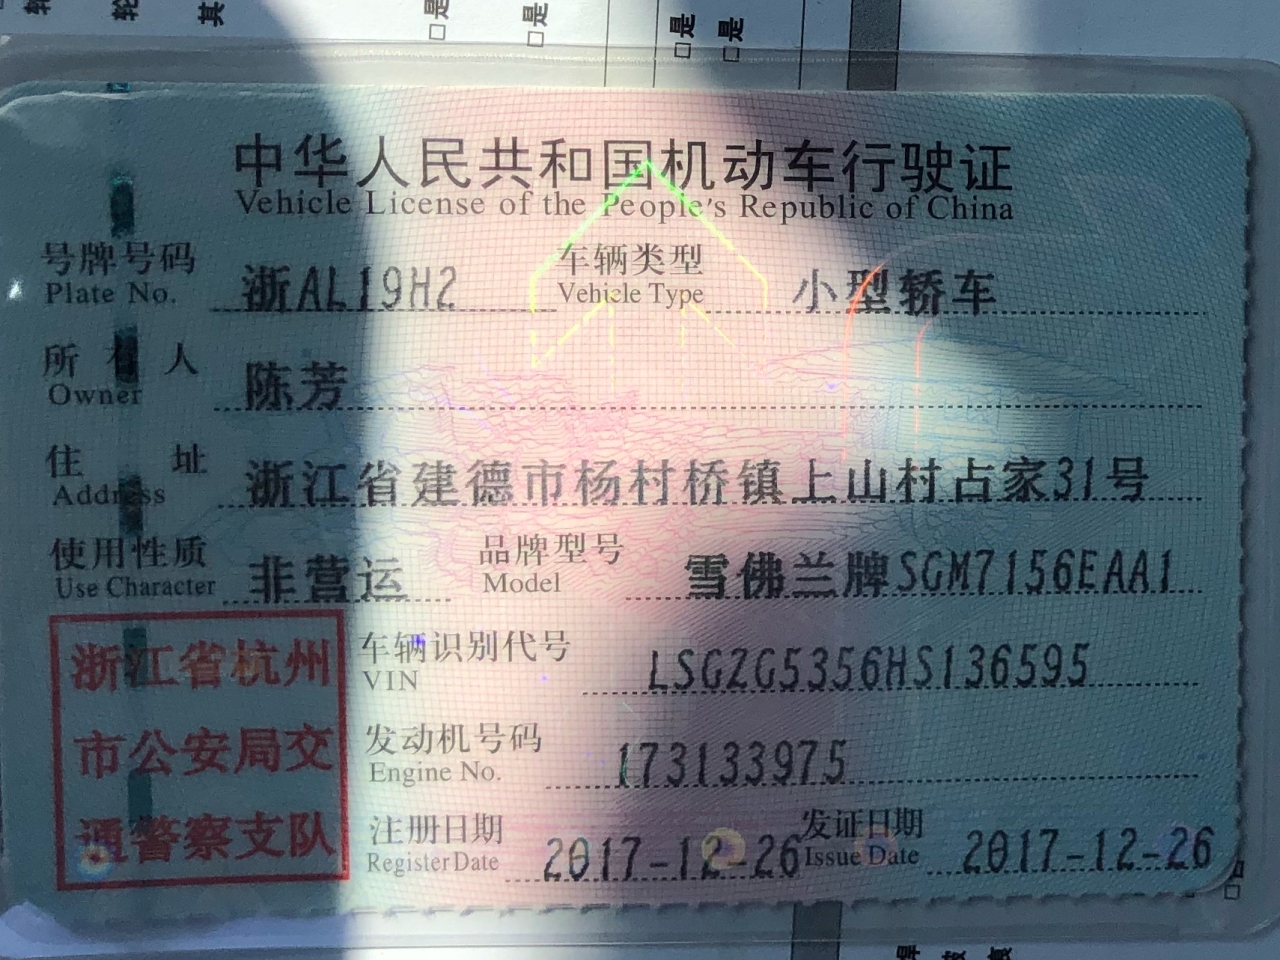 轮
其
□是
□是
□是
□是
中华人民共和国机动车行驶证
Vehicle License of the People's Republic of China
号牌号码 浙AL19H2 车辆类型 小型轿车
Plate No. Vehicle Type
所有人 陈芳
Owner
住址 浙江省建德市杨村桥镇上山村占家31号
Address
使用性质 非营运 品牌型号 雪佛兰牌SGM7156EAA1
Use Character Model
浙江省杭州
市公安局交
通警察支队
车辆识别代号 LSGZG5356HS136595
VIN
发动机号码 173133975
Engine No.
注册日期 2017-12-26 发证日期 2017-12-26
Register Date Issue Date